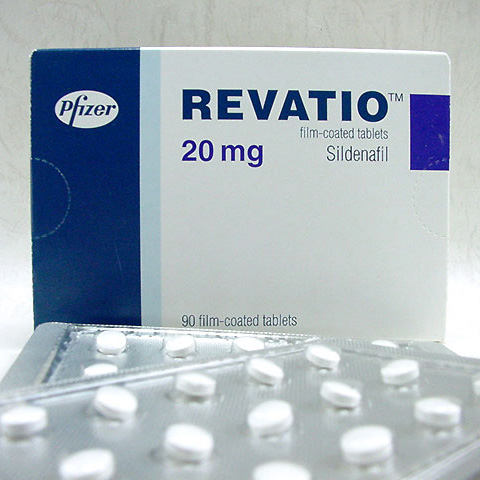 Pfizer
REVATIO™
film-coated tablets
20 mg
Sildenafil
90 film-coated tablets